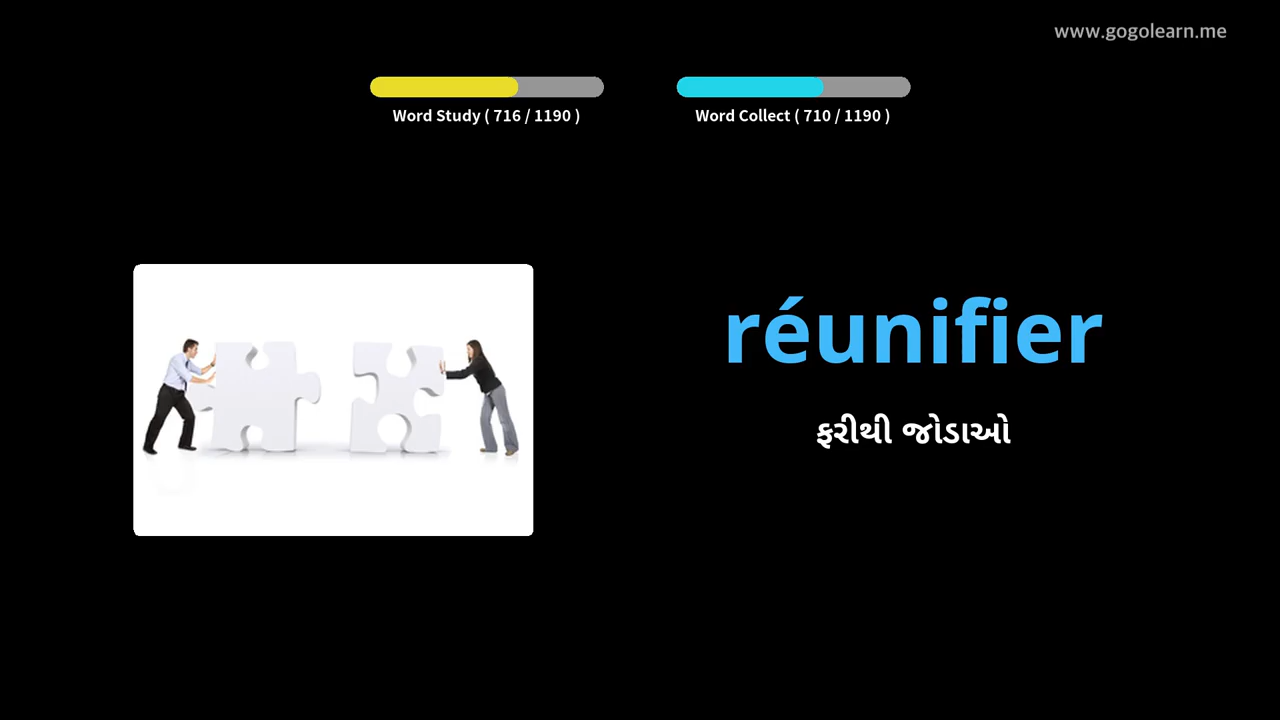 www.gogolearn.me
Word Study ( 716 / 1190 )
Word Collect ( 710 / 1190 )
réunifier
ફરીથી જોડાઓ